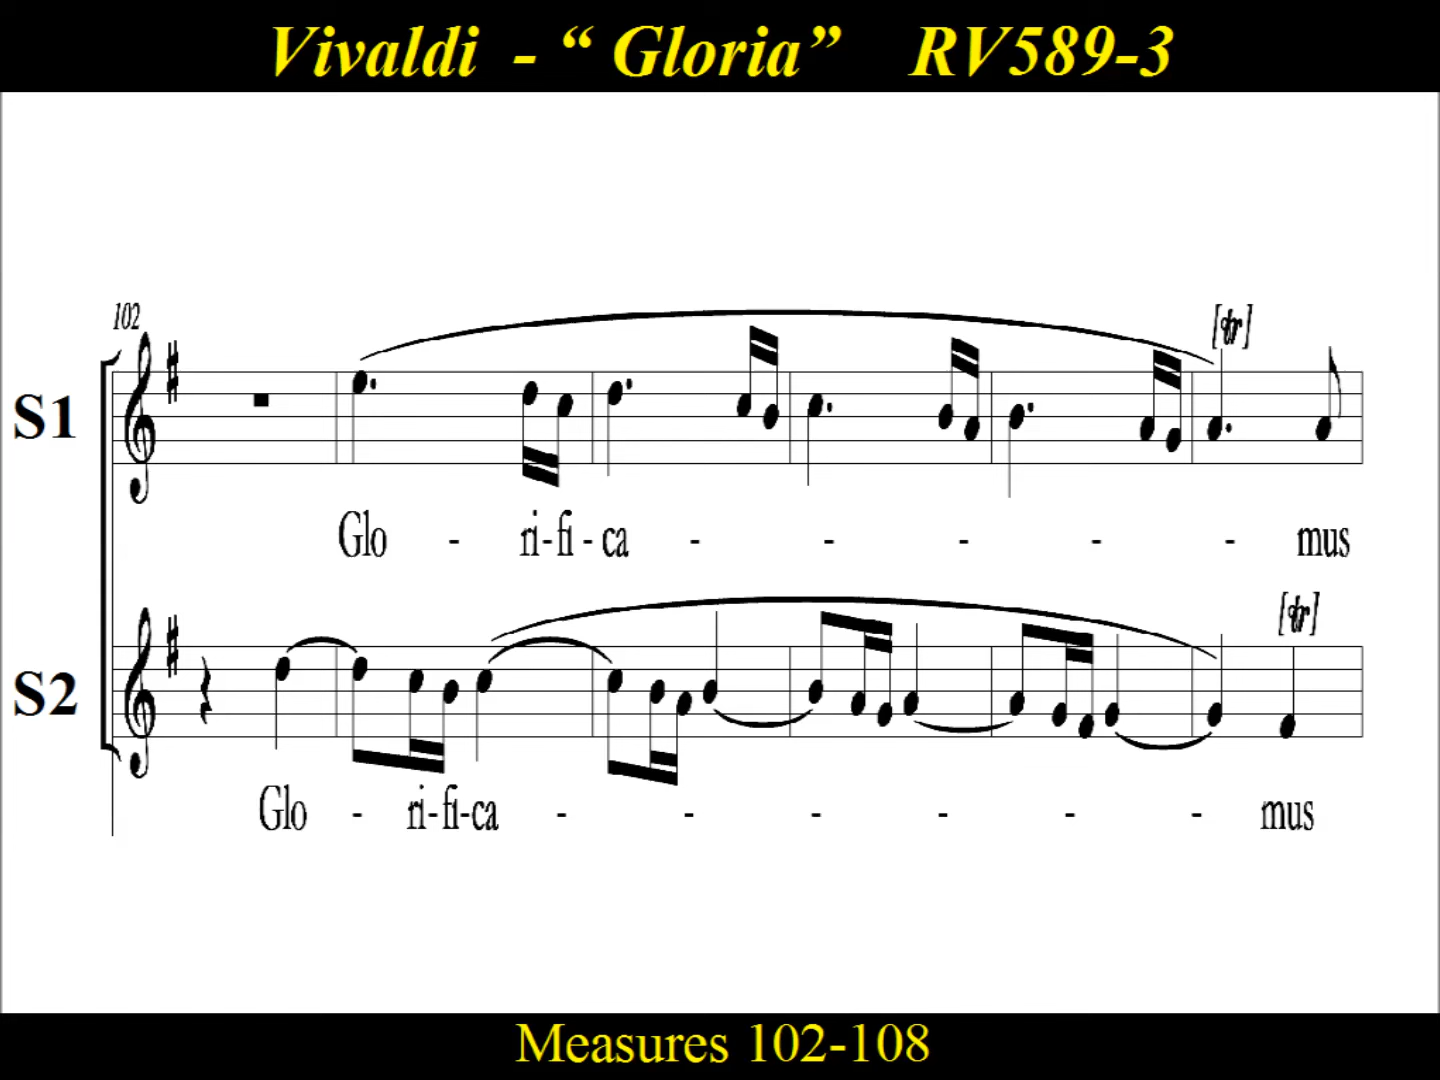 Vivaldi - “ Gloria” RV589-3
102
[tr]
S1
Glo - ri-fi-ca - - - - - mus
[tr]
S2
Glo - ri-fi-ca - - - - - - mus
Measures 102-108